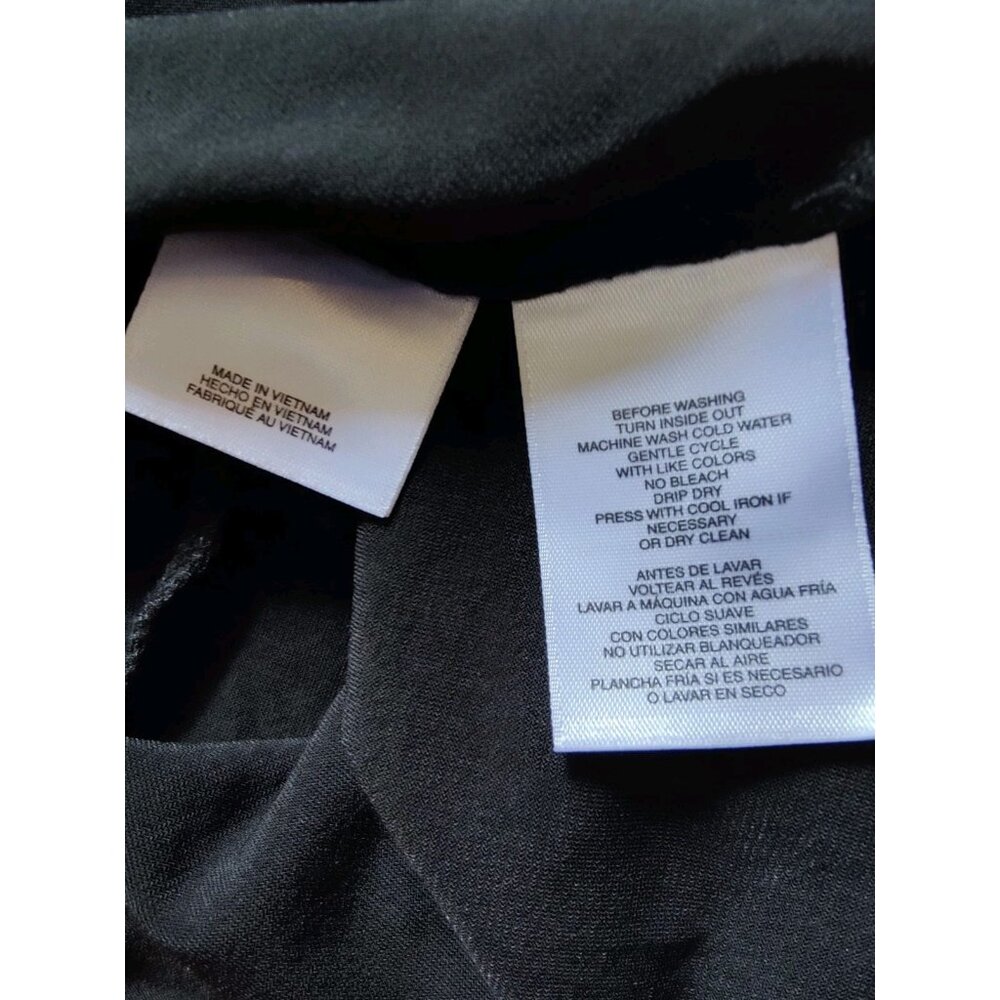 MADE IN VIETNAM
HECHO EN VIETNAM
FABRIQUÉ AU VIETNAM
BEFORE WASHING
TURN INSIDE OUT
MACHINE WASH COLD WATER
GENTLE CYCLE
WITH LIKE COLORS
NO BLEACH
DRIP DRY
PRESS WITH COOL IRON IF
NECESSARY
OR DRY CLEAN
ANTES DE LAVAR
VOLTEAR AL REVÉS
LAVAR A MÁQUINA CON AGUA FRÍA
CICLO SUAVE
CON COLORES SIMILARES
NO UTILIZAR BLANQUEADOR
SECAR AL AIRE
PLANCHA FRÍA SI ES NECESARIO
O LAVAR EN SECO